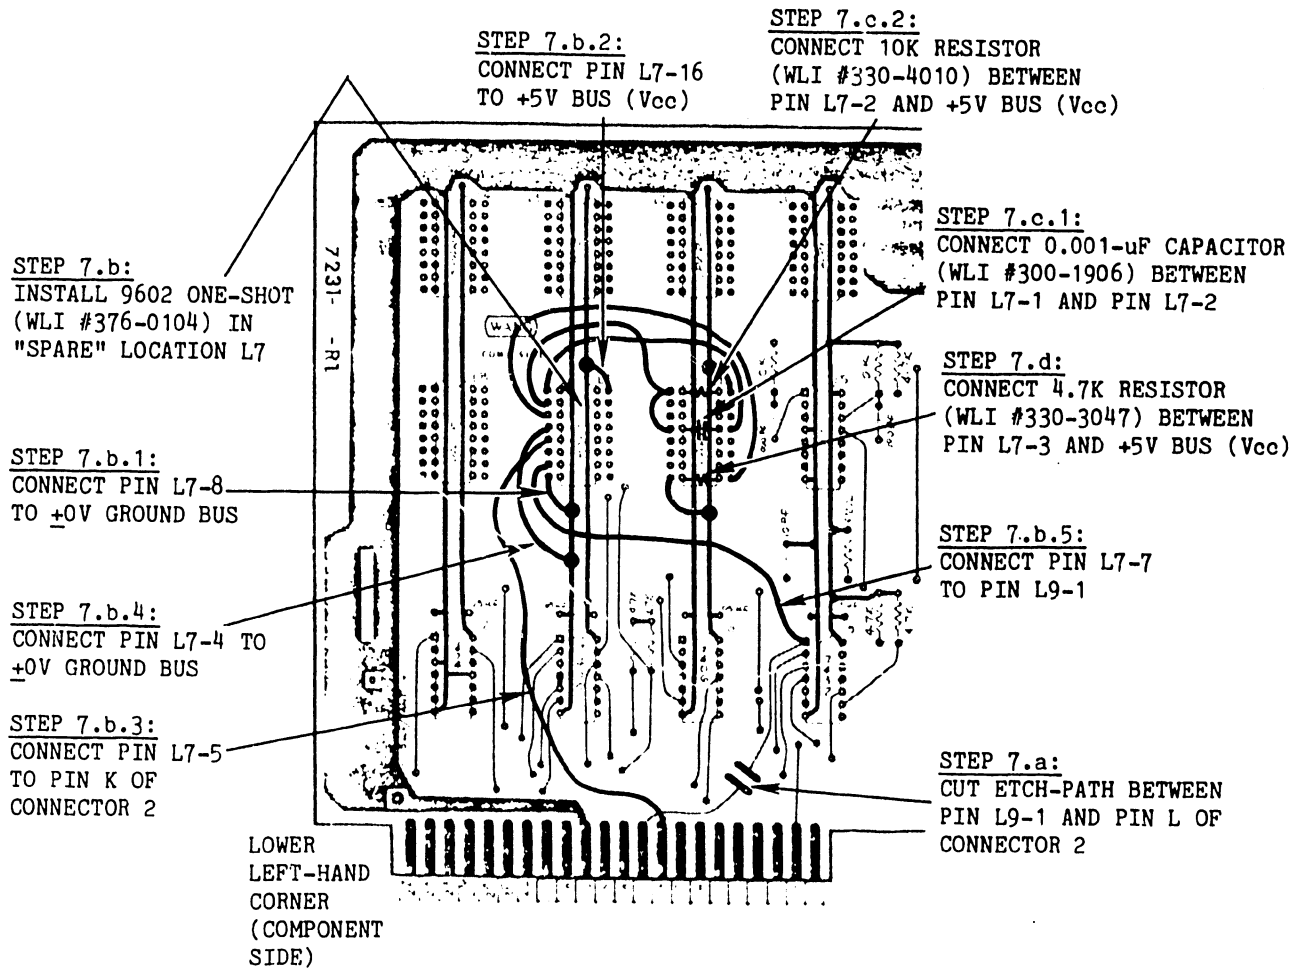 STEP 7.c.2:
CONNECT 10K RESISTOR
(WLI #330-4010) BETWEEN
PIN L7-2 AND +5V BUS (Vcc)
STEP 7.b.2:
CONNECT PIN L7-16
TO +5V BUS (Vcc)
STEP 7.b:
INSTALL 9602 ONE-SHOT
(WLI #376-0104) IN
"SPARE" LOCATION L7
STEP 7.c.1:
CONNECT 0.001-uF CAPACITOR
(WLI #300-1906) BETWEEN
PIN L7-1 AND PIN L7-2
7231- -R1
WANG
STEP 7.d:
CONNECT 4.7K RESISTOR
(WLI #330-3047) BETWEEN
PIN L7-3 AND +5V BUS (Vcc)
STEP 7.b.1:
CONNECT PIN L7-8
TO ±0V GROUND BUS
STEP 7.b.5:
CONNECT PIN L7-7
TO PIN L9-1
STEP 7.b.4:
CONNECT PIN L7-4 TO
±0V GROUND BUS
STEP 7.b.3:
CONNECT PIN L7-5
TO PIN K OF
CONNECTOR 2
STEP 7.a:
CUT ETCH-PATH BETWEEN
PIN L9-1 AND PIN L OF
CONNECTOR 2
LOWER
LEFT-HAND
CORNER
(COMPONENT
SIDE)